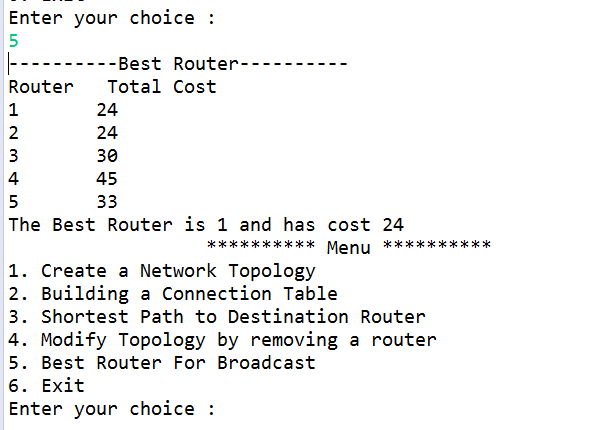 Enter your choice :
5
----------Best Router----------
Router   Total Cost
1       24
2       24
3       30
4       45
5       33
The Best Router is 1 and has cost 24
********** Menu **********
1. Create a Network Topology
2. Building a Connection Table
3. Shortest Path to Destination Router
4. Modify Topology by removing a router
5. Best Router For Broadcast
6. Exit
Enter your choice :